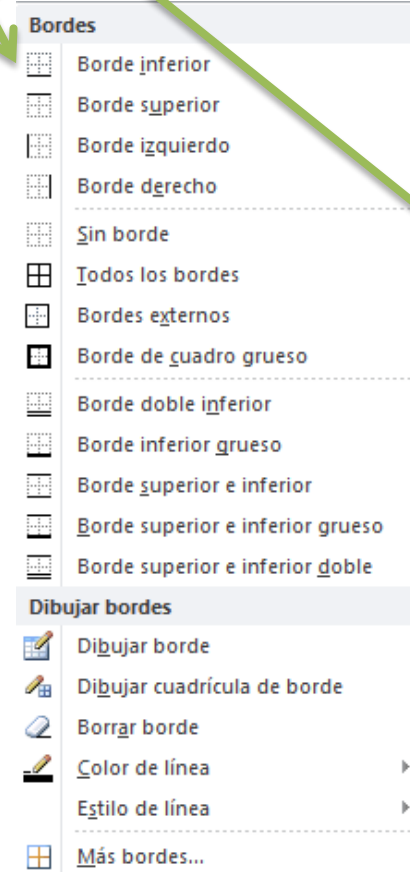 Bordes
Borde inferior
Borde superior
Borde izquierdo
Borde derecho
Sin borde
Todos los bordes
Bordes externos
Borde de cuadro grueso
Borde doble inferior
Borde inferior grueso
Borde superior e inferior
Borde superior e inferior grueso
Borde superior e inferior doble
Dibujar bordes
Dibujar borde
Dibujar cuadrícula de borde
Borrar borde
Color de línea
Estilo de línea
Más bordes...